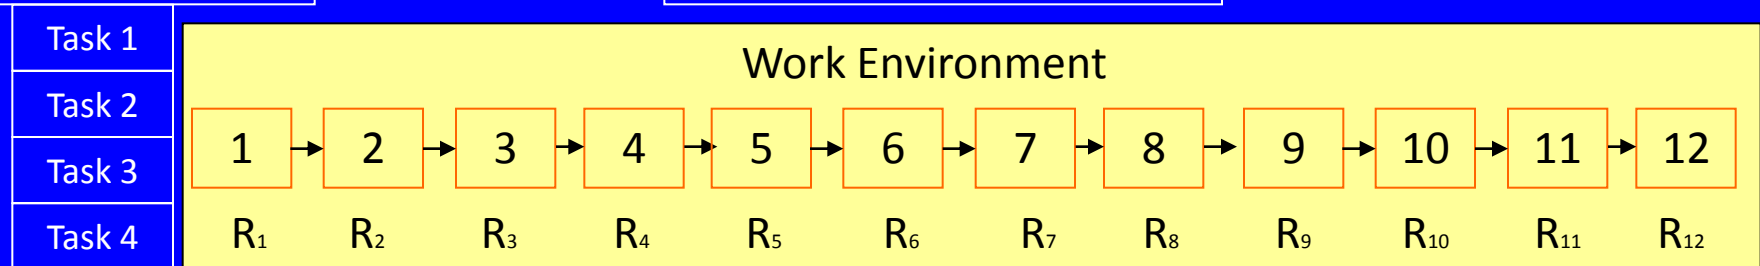 Task 1
Task 2
Task 3
Task 4
Work Environment
1 2 3 4 5 6 7 8 9 10 11 12
R1 R2 R3 R4 R5 R6 R7 R8 R9 R10 R11 R12